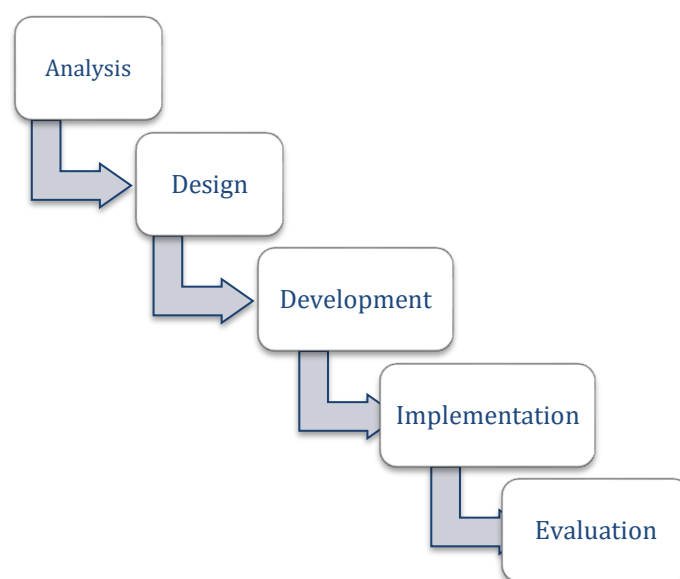 Analysis
Design
Development
Implementation
Evaluation